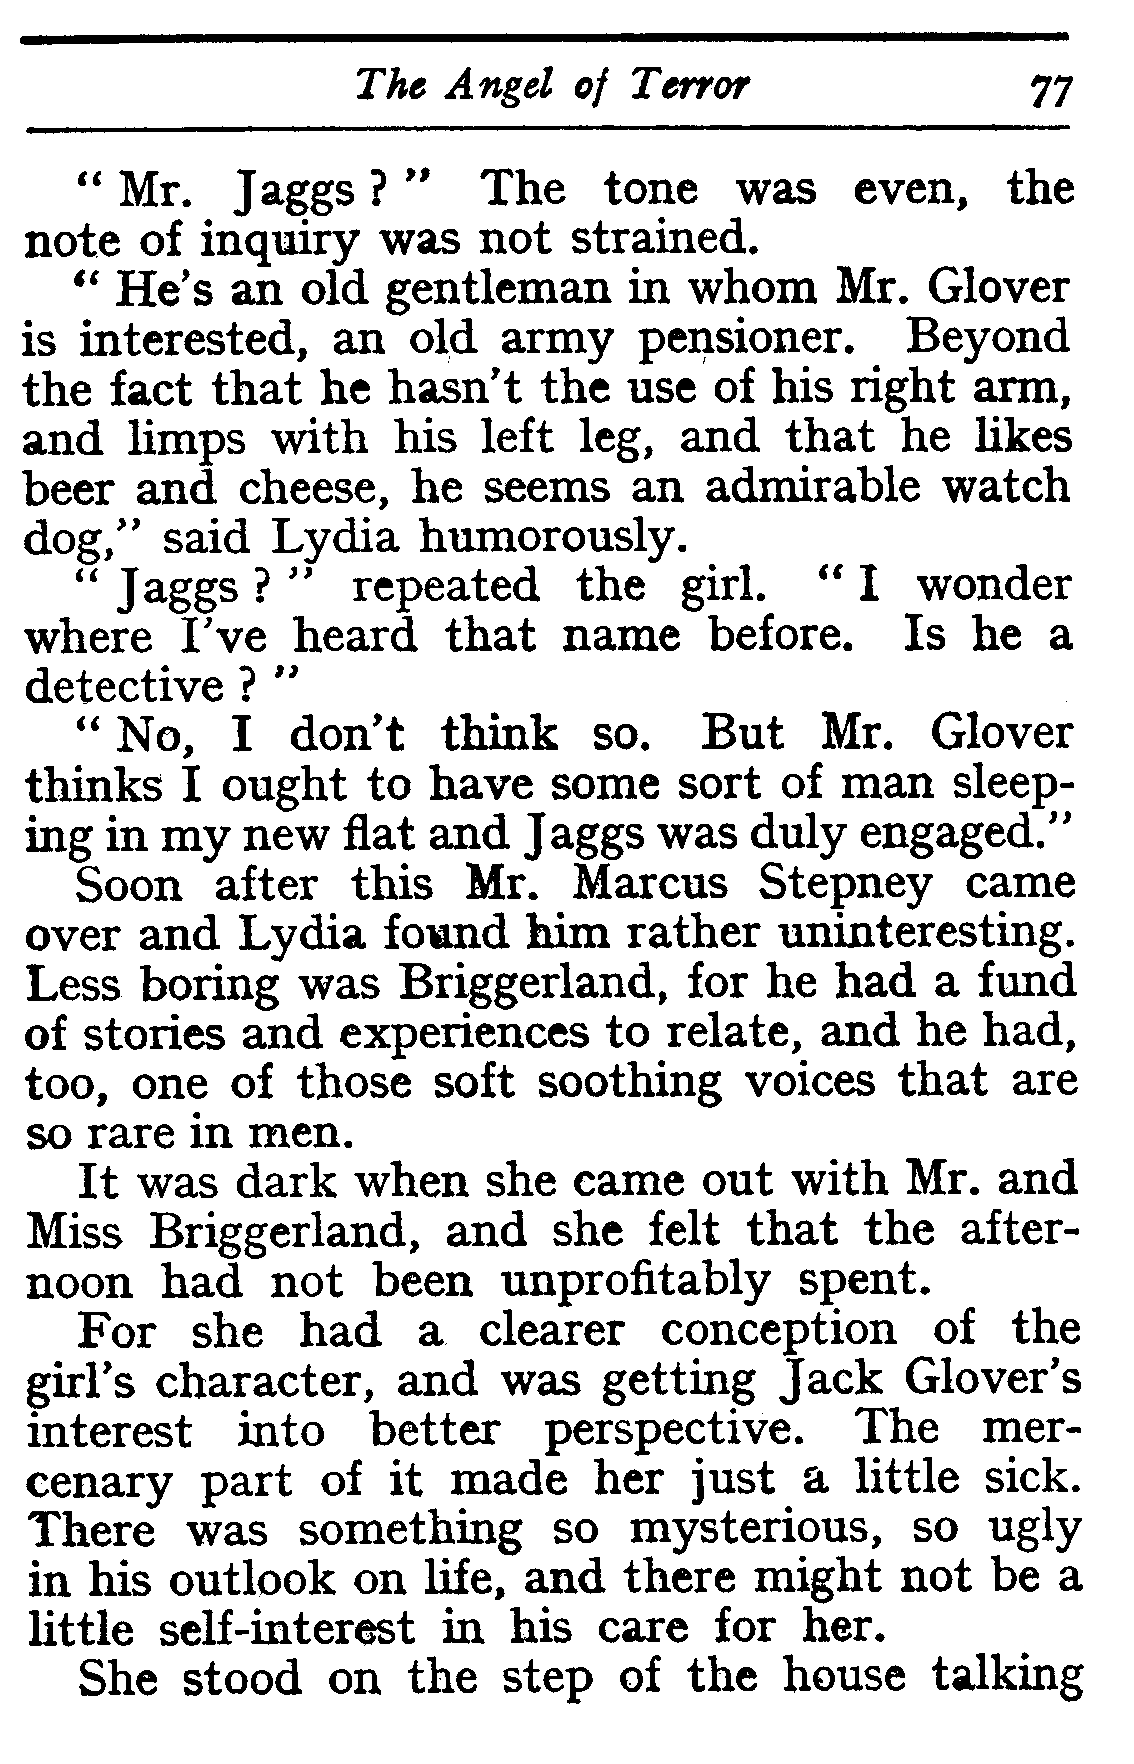 The Angel of Terror 77
“ Mr. Jaggs ? ” The tone was even, the
note of inquiry was not strained.
“ He’s an old gentleman in whom Mr. Glover
is interested, an old army pensioner. Beyond
the fact that he hasn’t the use of his right arm,
and limps with his left leg, and that he likes
beer and cheese, he seems an admirable watch
dog,” said Lydia humorously.
“ Jaggs ? ” repeated the girl. “ I wonder
where I’ve heard that name before. Is he a
detective ? ”
“ No, I don’t think so. But Mr. Glover
thinks I ought to have some sort of man sleep-
ing in my new flat and Jaggs was duly engaged.”
Soon after this Mr. Marcus Stepney came
over and Lydia found him rather uninteresting.
Less boring was Briggerland, for he had a fund
of stories and experiences to relate, and he had,
too, one of those soft soothing voices that are
so rare in men.
It was dark when she came out with Mr. and
Miss Briggerland, and she felt that the after-
noon had not been unprofitably spent.
For she had a clearer conception of the
girl’s character, and was getting Jack Glover’s
interest into better perspective. The mer-
cenary part of it made her just a little sick.
There was something so mysterious, so ugly
in his outlook on life, and there might not be a
little self-interest in his care for her.
She stood on the step of the house talking